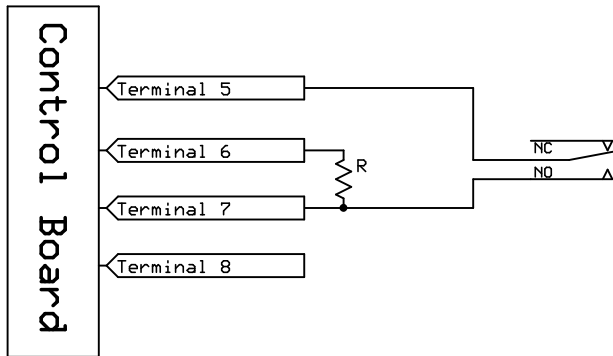 Control Board
Terminal 5
Terminal 6
R
Terminal 7
Terminal 8
NC
NO